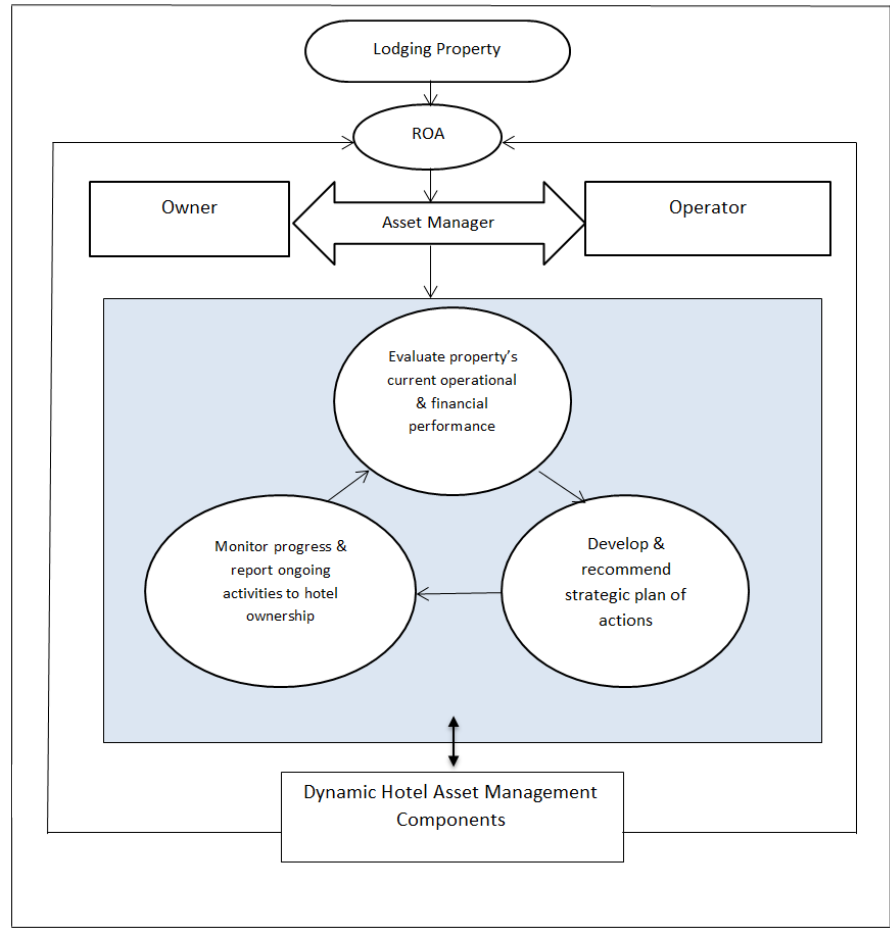 Lodging Property
ROA
Owner
Asset Manager
Operator
Evaluate property’s
current operational
& financial
performance
Monitor progress &
report ongoing
activities to hotel
ownership
Develop &
recommend
strategic plan of
actions
Dynamic Hotel Asset Management
Components